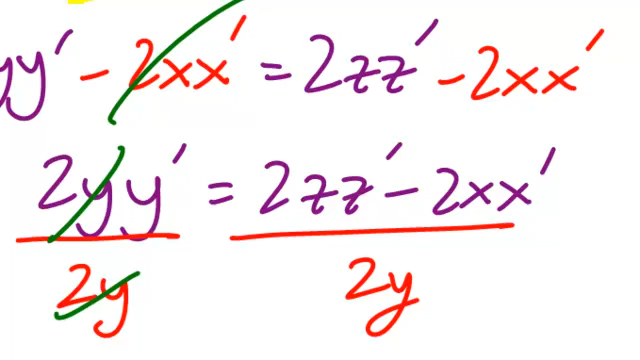 yy' - 2xx' = 2zz' - 2xx'
2yy' = 2zz' - 2xx'
2y 2y